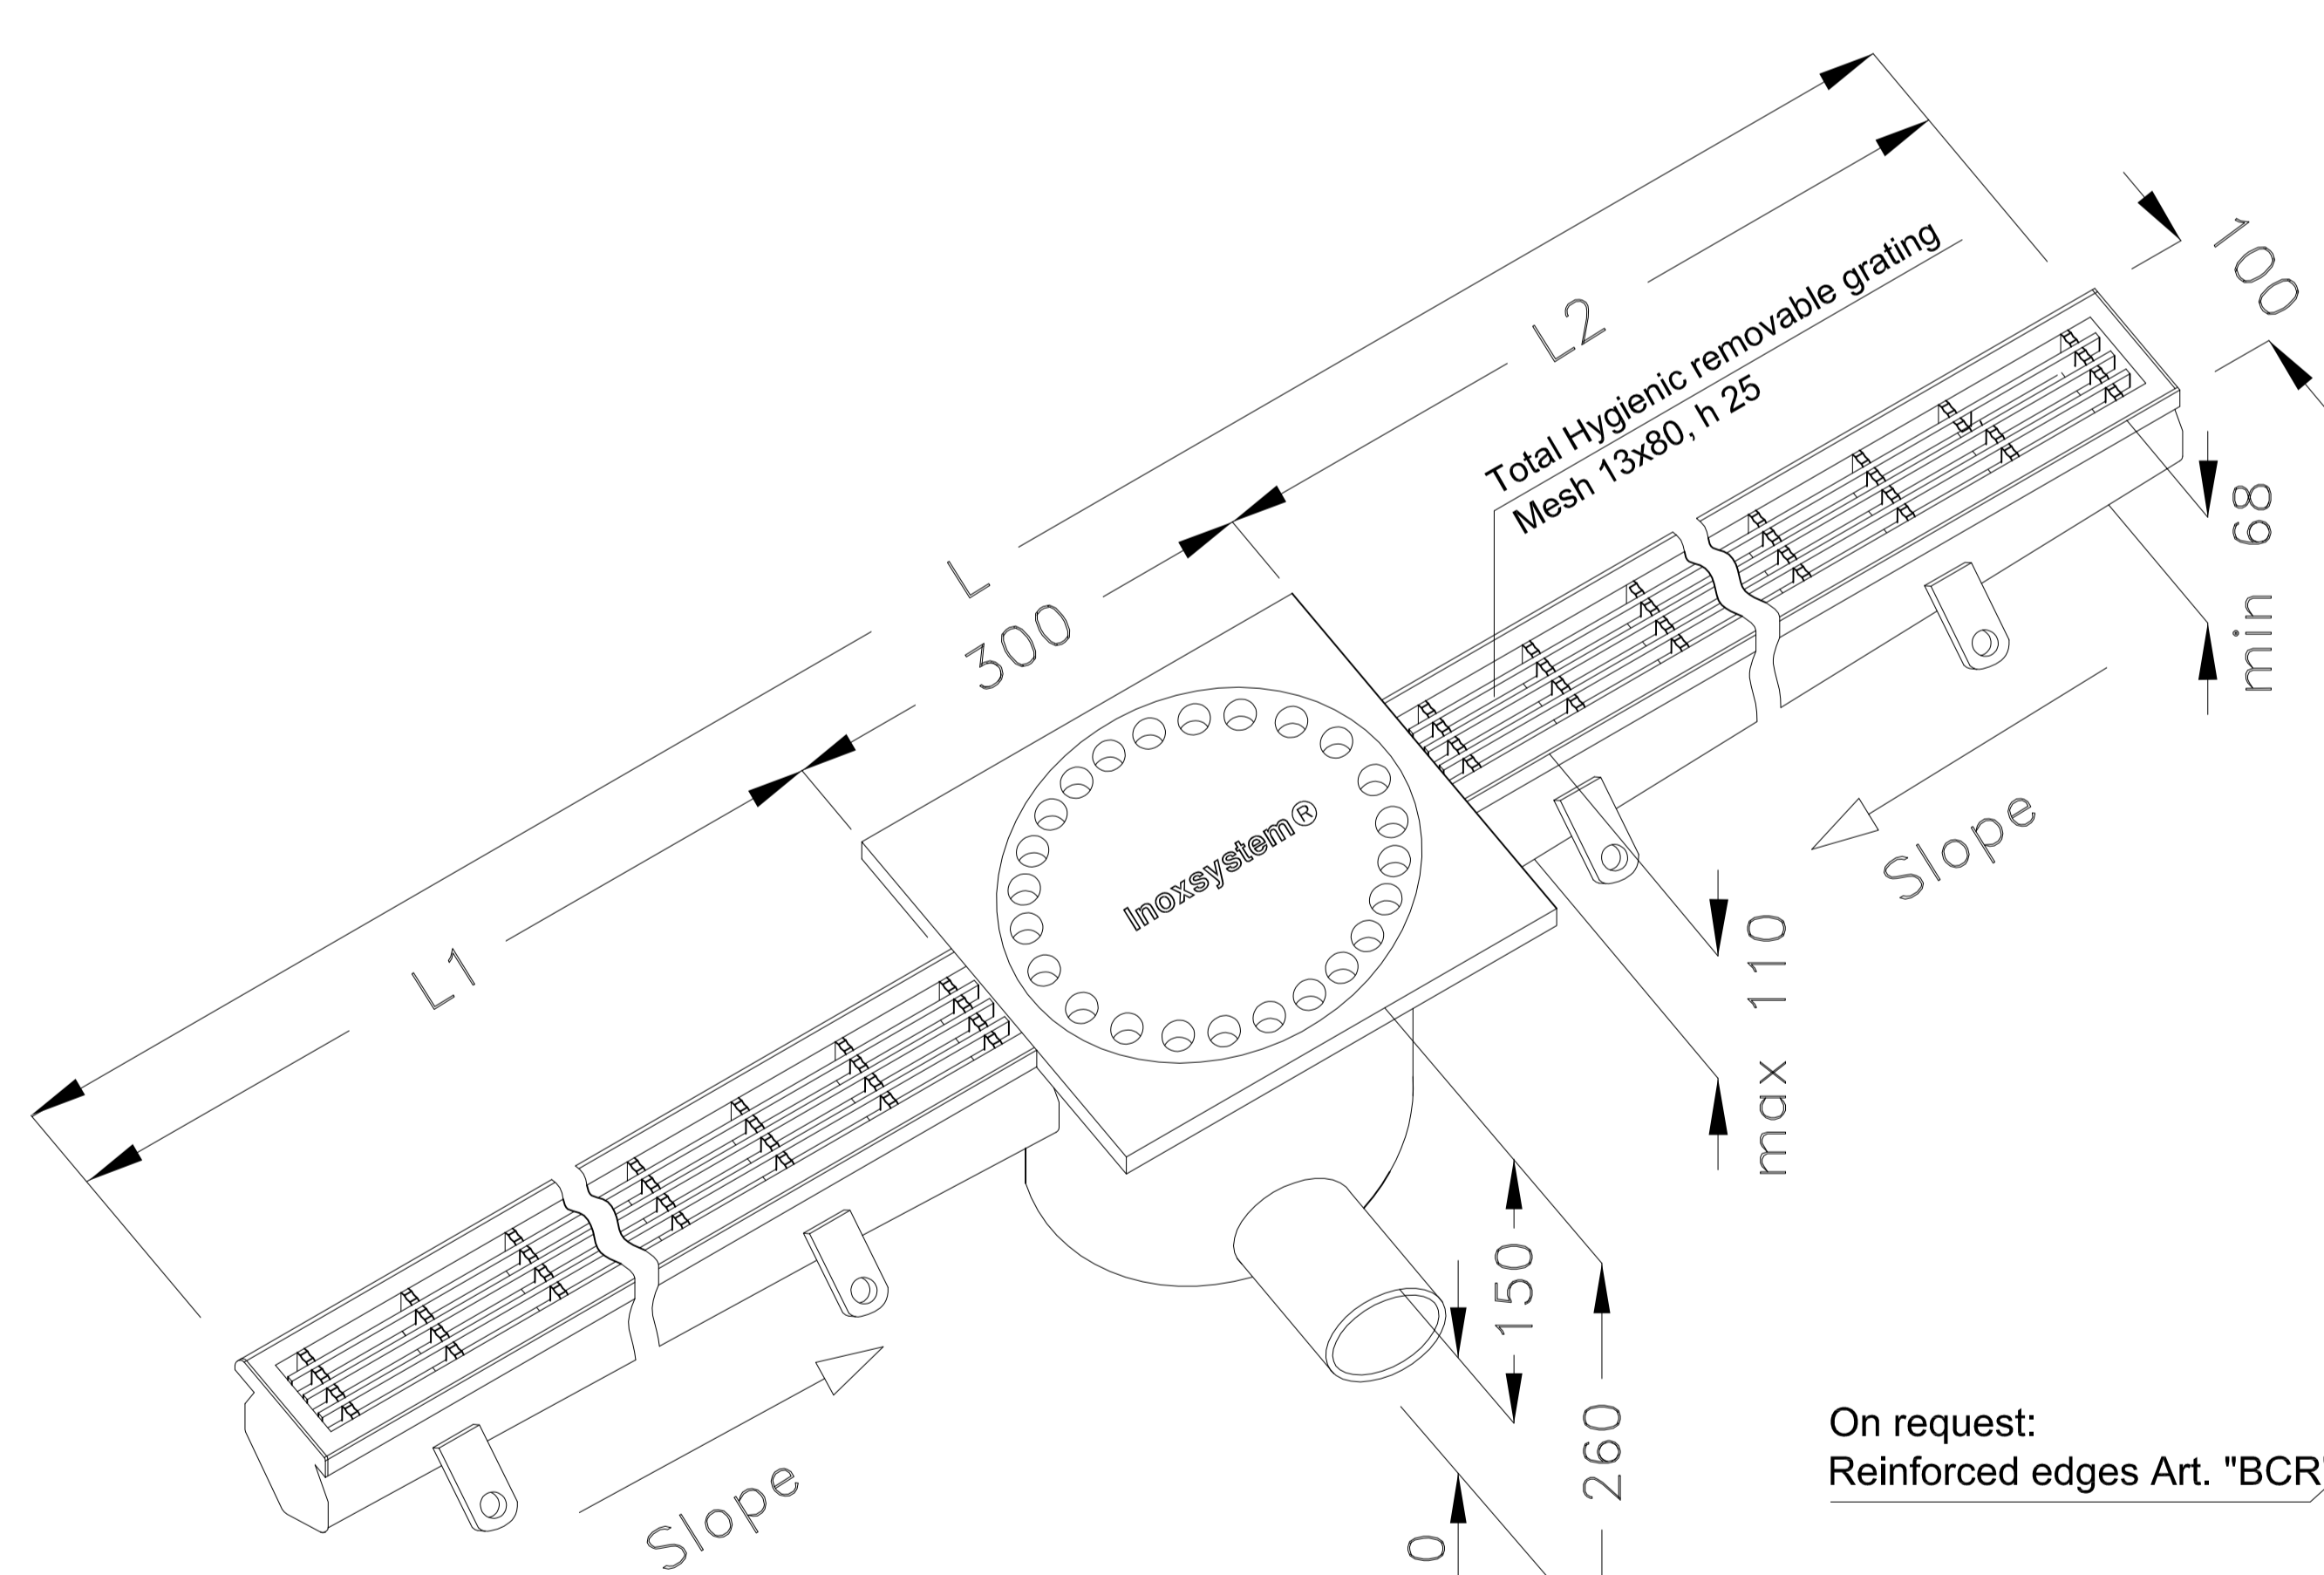 L
L2
100
Total Hygienic removable grating
Mesh 13x80, h 25
300
min 68
L1
Inoxsystem®
Slope
max 110
150
260
0
Slope
On request:
Reinforced edges Art. "BCR"